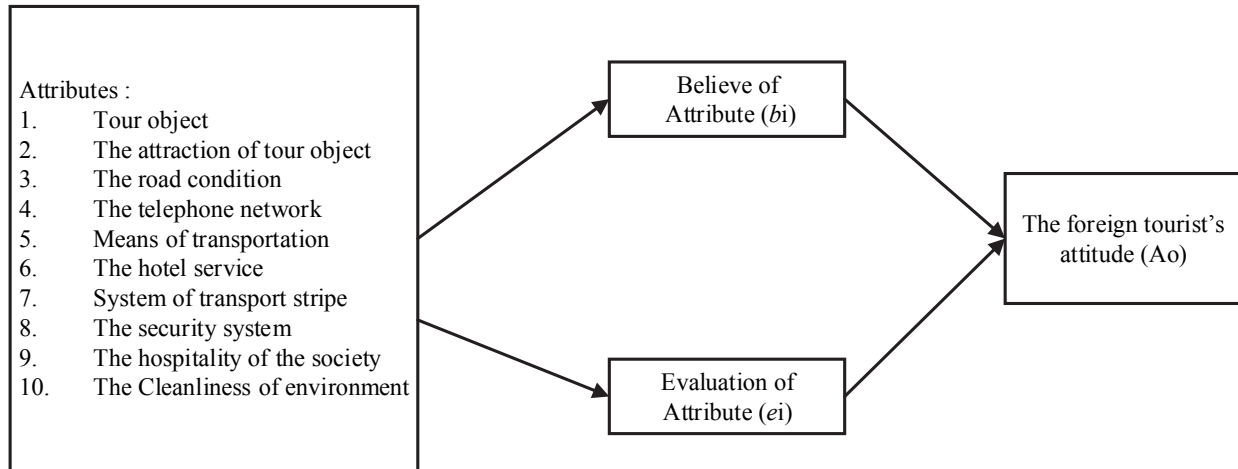 Attributes :
1. Tour object
2. The attraction of tour object
3. The road condition
4. The telephone network
5. Means of transportation
6. The hotel service
7. System of transport stripe
8. The security system
9. The hospitality of the society
10. The Cleanliness of environment
Believe of
Attribute (bi)
Evaluation of
Attribute (ei)
The foreign tourist’s
attitude (Ao)